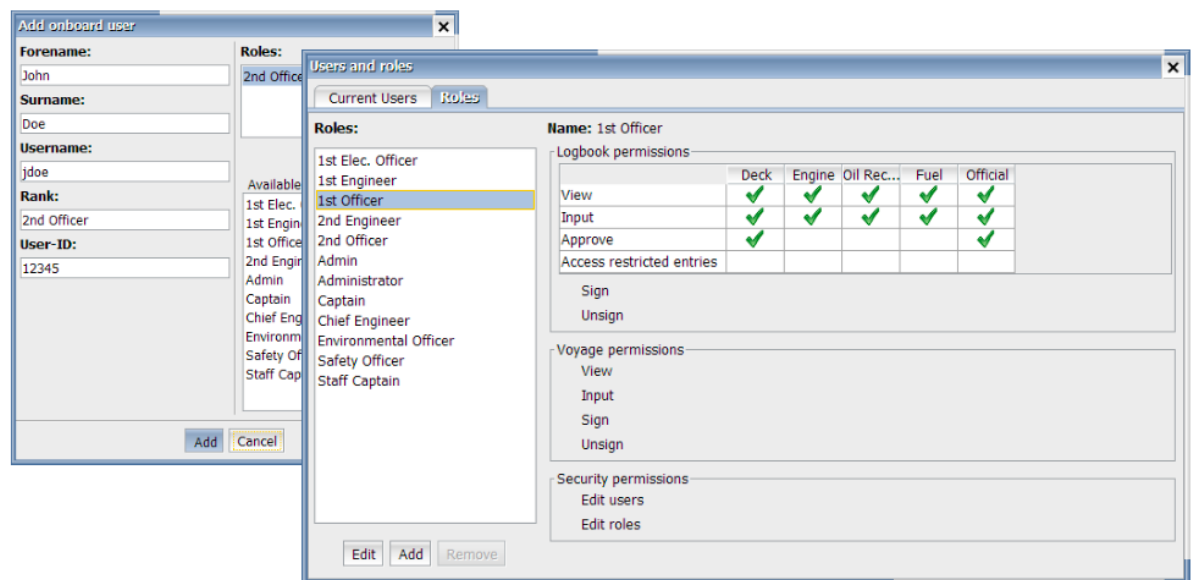 Add onboard user
Forename:
John
Surname:
Doe
Username:
jdoe
Rank:
2nd Officer
User-ID:
12345
Roles:
2nd Office
Available
1st Elec.
1st Engin
1st Office
2nd Engin
Admin
Captain
Chief Eng
Environm
Safety Of
Staff Cap
Add Cancel
Users and roles
Current Users Roles
Roles:
1st Elec. Officer
1st Engineer
1st Officer
2nd Engineer
2nd Officer
Admin
Administrator
Captain
Chief Engineer
Environmental Officer
Safety Officer
Staff Captain
Edit Add Remove
Name: 1st Officer
Logbook permissions
Deck Engine Oil Rec... Fuel Official
View
Input
Approve
Access restricted entries
Sign
Unsign
Voyage permissions
View
Input
Sign
Unsign
Security permissions
Edit users
Edit roles